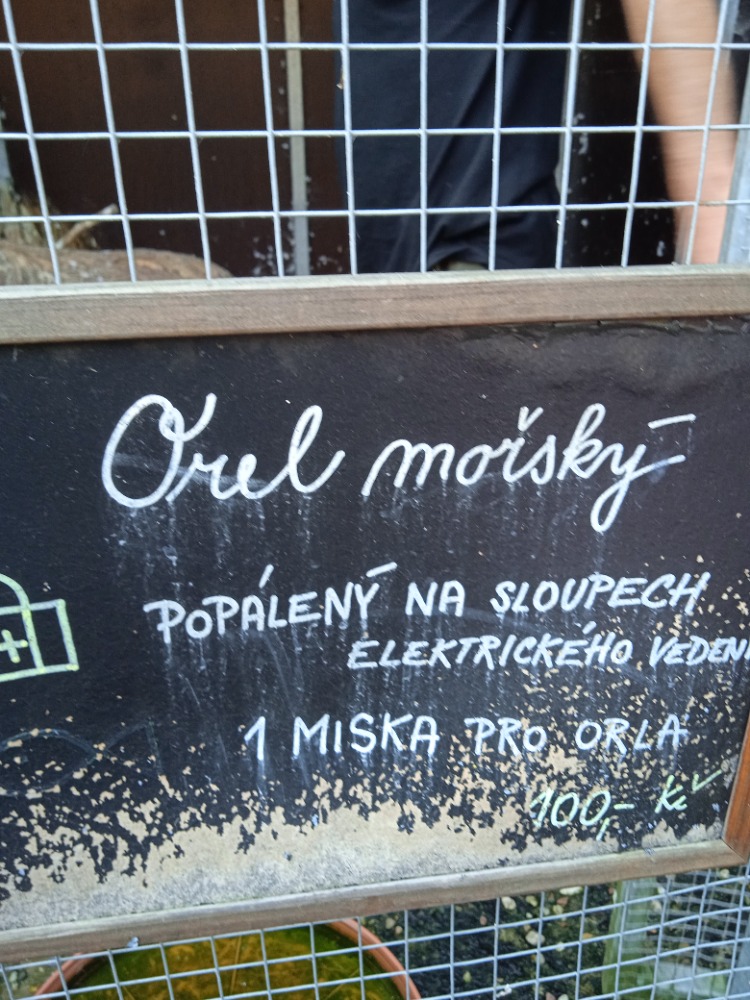 Orel mořský
POPÁLENÝ NA SLOUPECH
ELEKTRICKÉHO VEDENÍ
1 MISKA PRO ORLA
100,- Kč